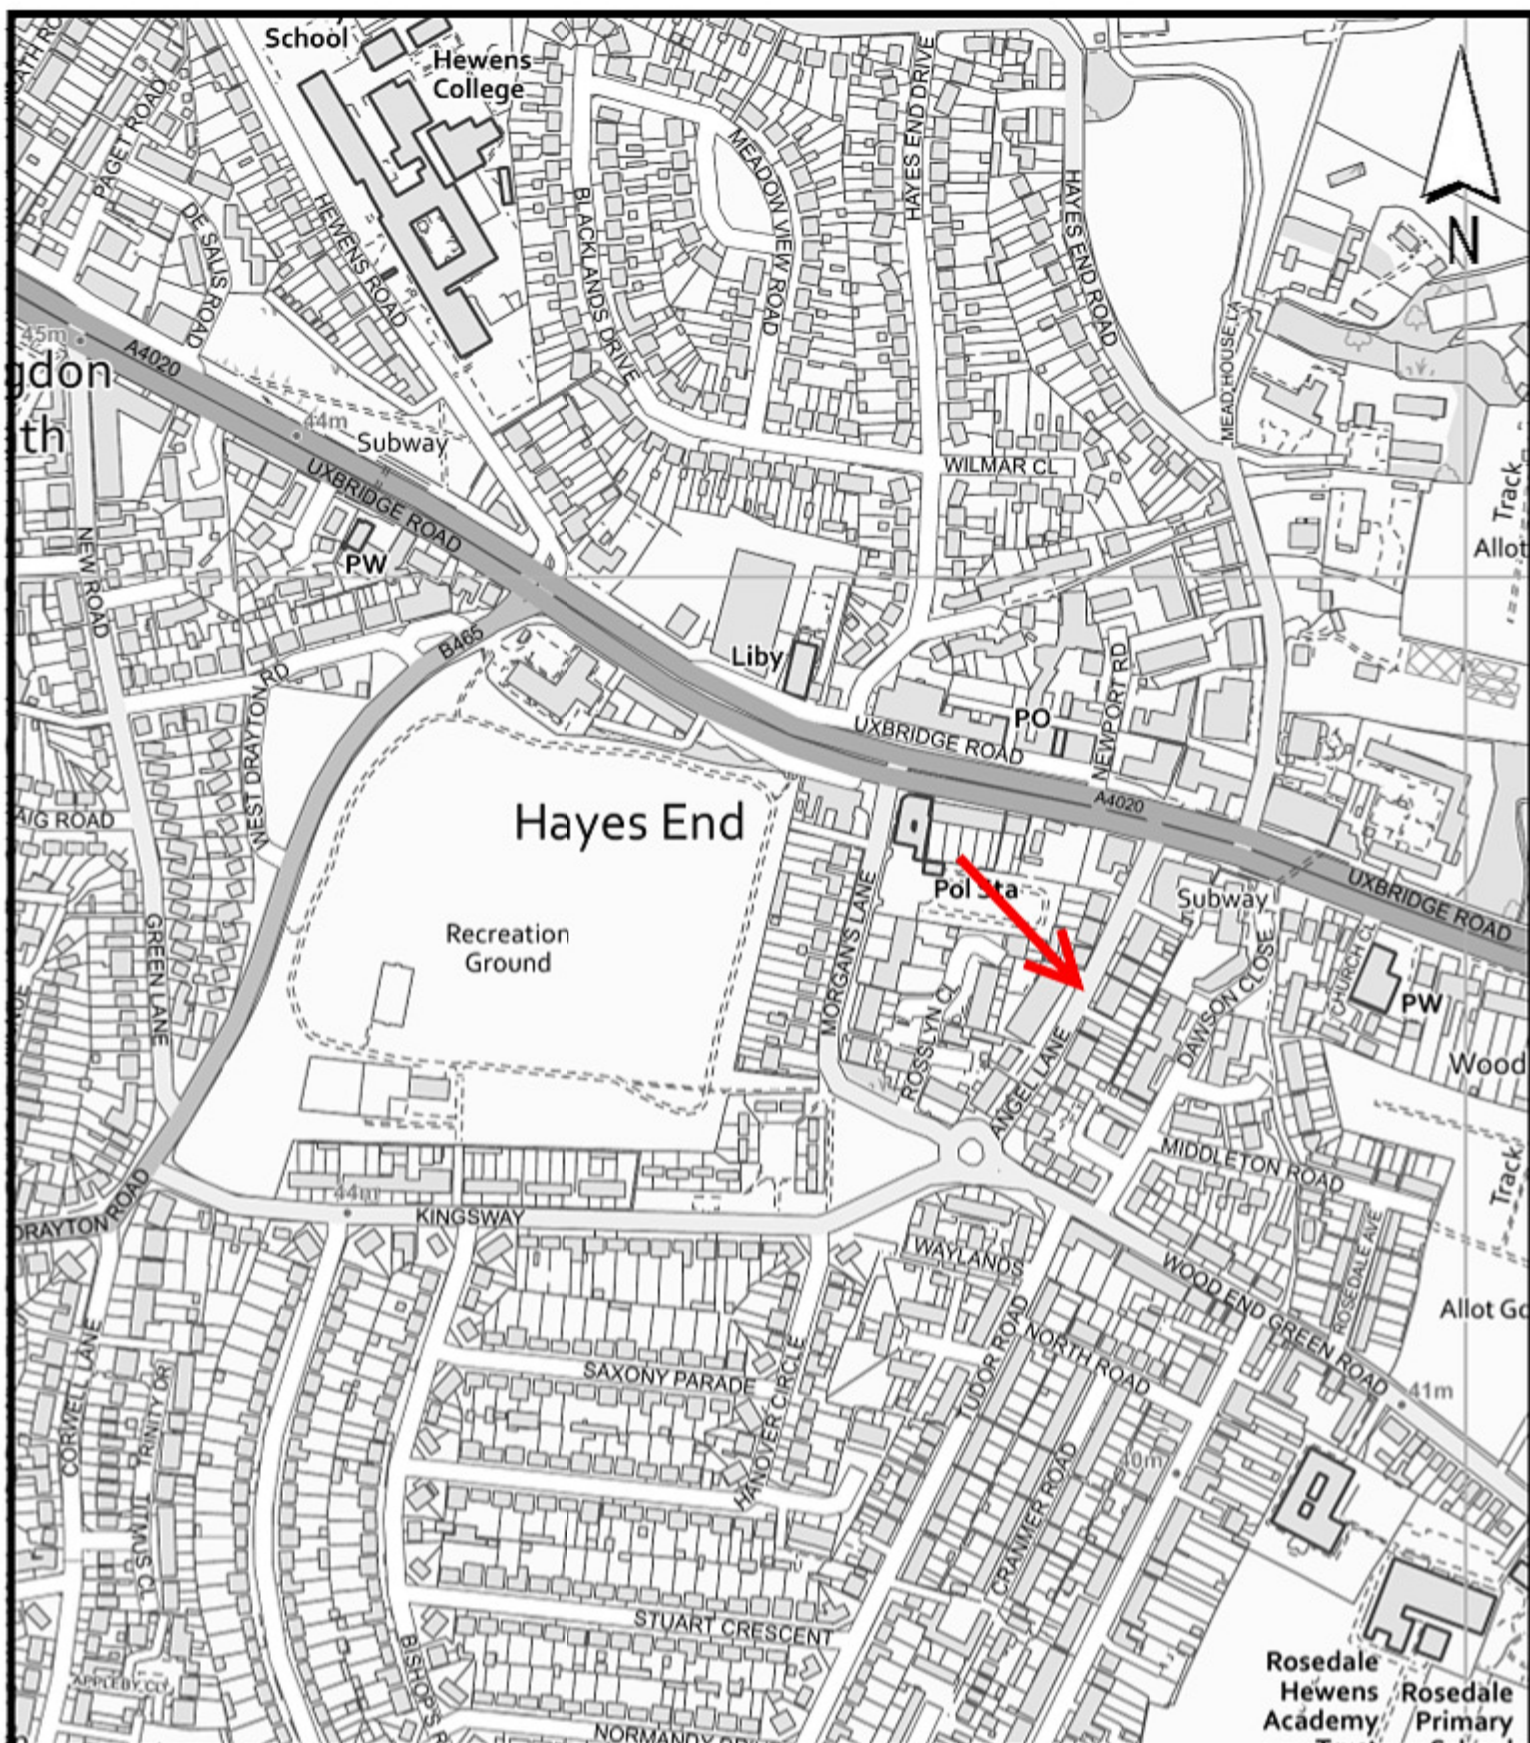 School
Hewens
College
PAGET ROAD
DE SALIS ROAD
HEWENS ROAD
BLACKLANDS DRIVE
MEADOW VIEW ROAD
HAYES END DRIVE
HAYES END ROAD
MEADHOUSE LA
N
45m
A4020
gdon
th
44m
Subway
UXBRIDGE ROAD
WILMAR CL
Track
Allot
NEW ROAD
PW
B465
WEST DRAYTON RD
Liby
UXBRIDGE ROAD
PO
NEWPORT RD
A4020
Hayes End
AIG ROAD
Pol Sta
Subway
UXBRIDGE ROAD
GREEN LANE
Recreation
Ground
MORGAN'S LANE
ROSSLYN CL
ANGEL LANE
DAWSON CLOSE
CHURCH CL
PW
Wood
MIDDLETON ROAD
Track
DRAYTON ROAD
44m
KINGSWAY
WAYLANDS
WOOD END GREEN ROAD
ROSEDALE AVE
Allot Gd
CORWELL LANE
TRINITY DR
TITMUS CL
SAXONY PARADE
HANOVER CIRCLE
TUDOR ROAD
NORTH ROAD
41m
40m
CRANMER ROAD
STUART CRESCENT
APPLEBY CL
BISHOPS R
Rosedale
Hewens
Academy
Rosedale
Primary